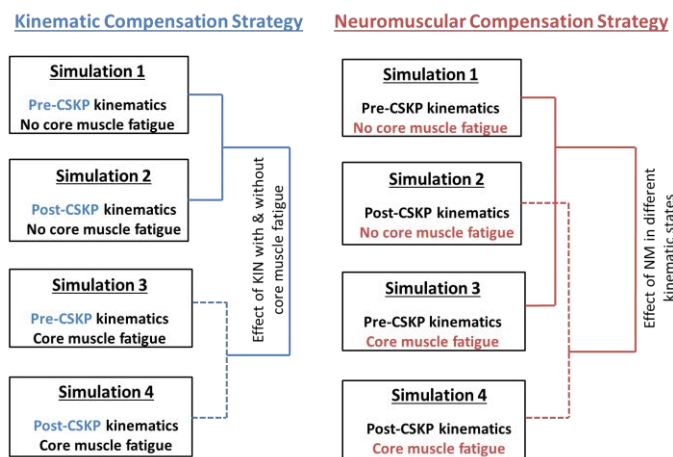 Kinematic Compensation Strategy
Simulation 1
Pre-CSKP kinematics
No core muscle fatigue
Simulation 2
Post-CSKP kinematics
No core muscle fatigue
Simulation 3
Pre-CSKP kinematics
Core muscle fatigue
Simulation 4
Post-CSKP kinematics
Core muscle fatigue
Effect of KIN with & without
core muscle fatigue
Neuromuscular Compensation Strategy
Simulation 1
Pre-CSKP kinematics
No core muscle fatigue
Simulation 2
Post-CSKP kinematics
No core muscle fatigue
Simulation 3
Pre-CSKP kinematics
Core muscle fatigue
Simulation 4
Post-CSKP kinematics
Core muscle fatigue
Effect of NM in different
kinematic states